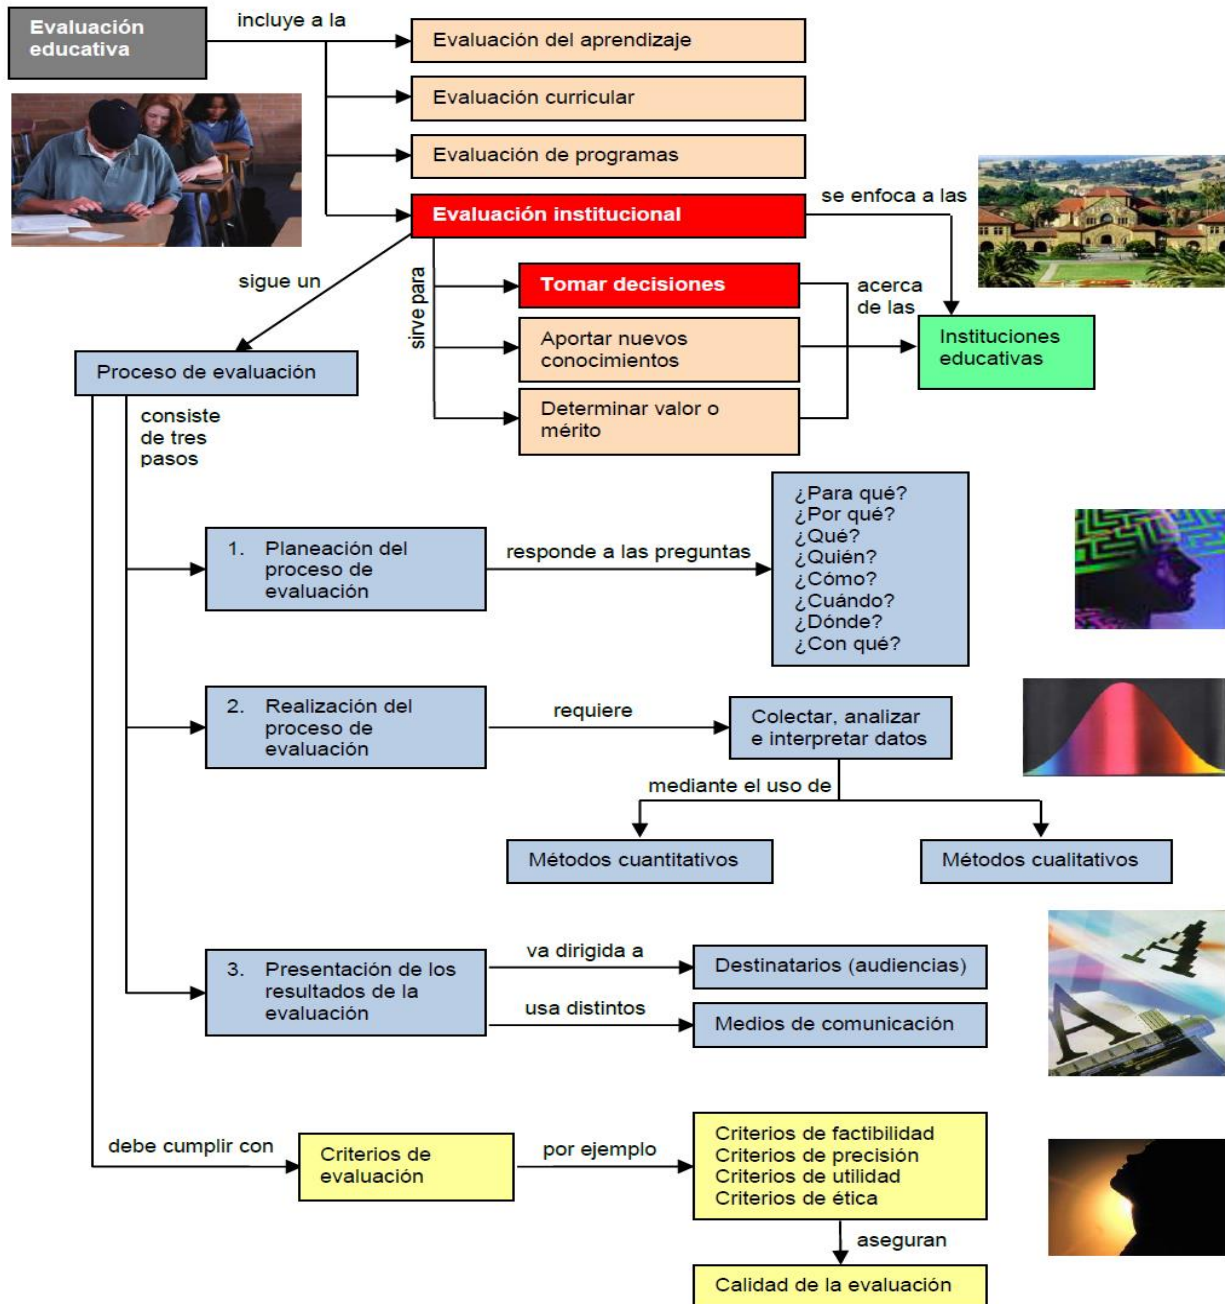 Evaluación
educativa
incluye a la
Evaluación del aprendizaje
Evaluación curricular
Evaluación de programas
Evaluación institucional
se enfoca a las
sigue un
sirve para
Tomar decisiones
Aportar nuevos
conocimientos
Determinar valor o
mérito
acerca
de las
Instituciones
educativas
Proceso de evaluación
consiste
de tres
pasos
1. Planeación del
proceso de
evaluación
responde a las preguntas
¿Para qué?
¿Por qué?
¿Qué?
¿Quién?
¿Cómo?
¿Cuándo?
¿Dónde?
¿Con qué?
2. Realización del
proceso de
evaluación
requiere
Colectar, analizar
e interpretar datos
mediante el uso de
Métodos cuantitativos
Métodos cualitativos
3. Presentación de los
resultados de la
evaluación
va dirigida a
Destinatarios (audiencias)
usa distintos
Medios de comunicación
debe cumplir con
Criterios de
evaluación
por ejemplo
Criterios de factibilidad
Criterios de precisión
Criterios de utilidad
Criterios de ética
aseguran
Calidad de la evaluación
A
A